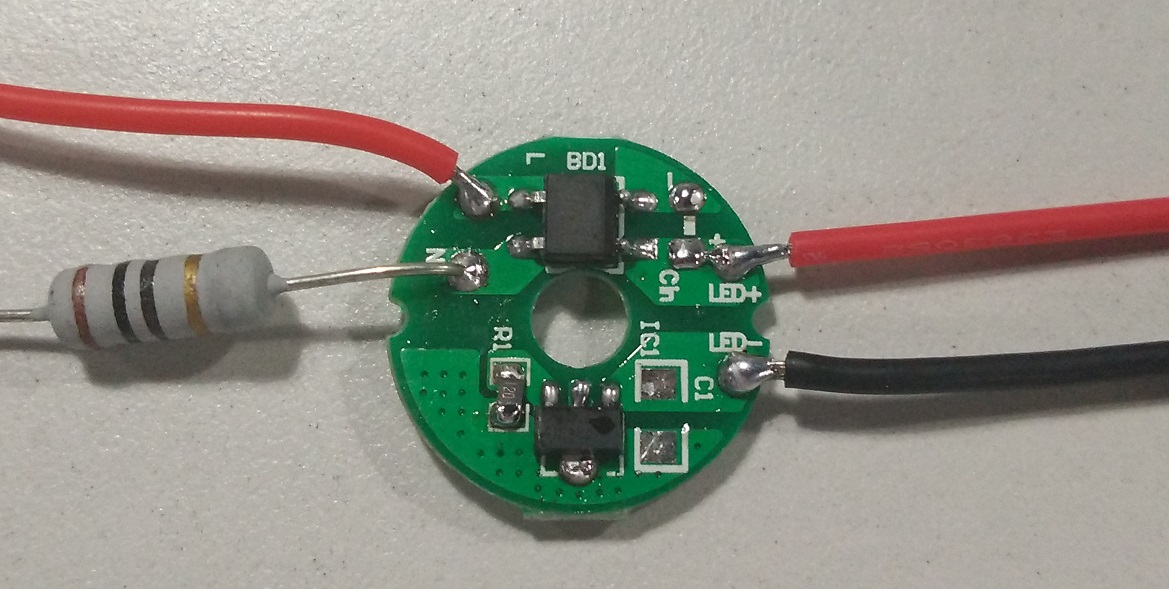 L
BD1
-
+
N
Ch
LED+
LED-
R1
IC1
C1